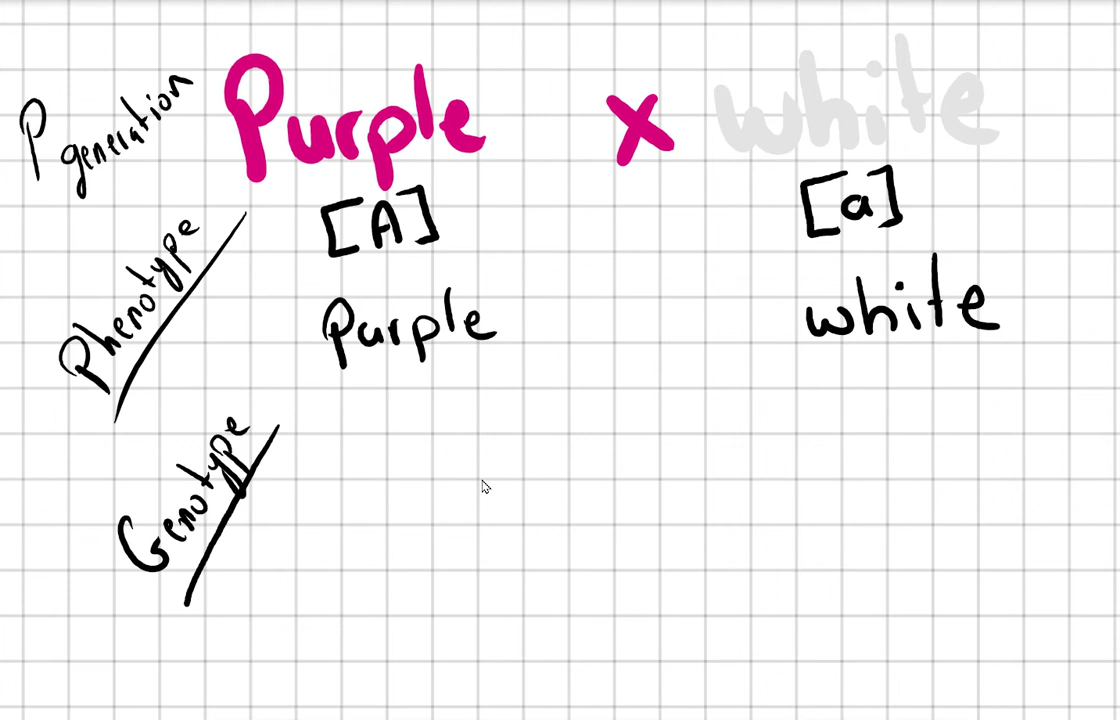 P generation Purple x white
[A] [a]
Phenotype Purple white
Genotype